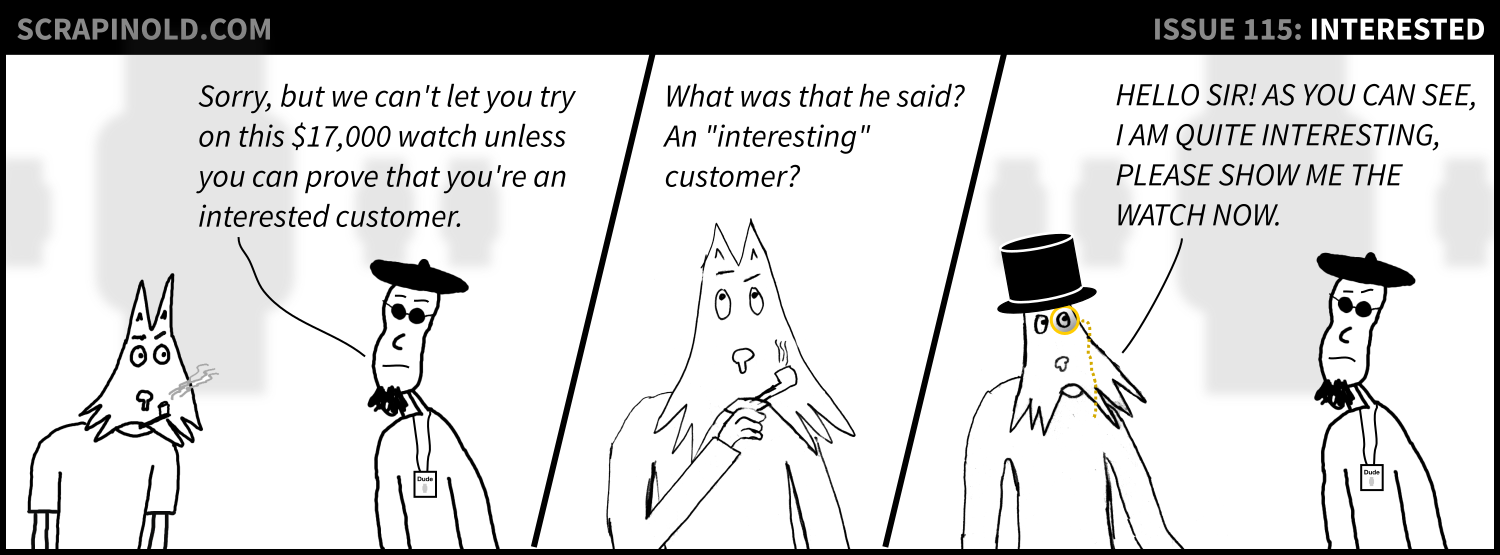 SCRAPINOLD.COM
ISSUE 115: INTERESTED
Sorry, but we can't let you try
on this $17,000 watch unless
you can prove that you're an
interested customer.
Dude
What was that he said?
An "interesting"
customer?
HELLO SIR! AS YOU CAN SEE,
I AM QUITE INTERESTING,
PLEASE SHOW ME THE
WATCH NOW.
Dude